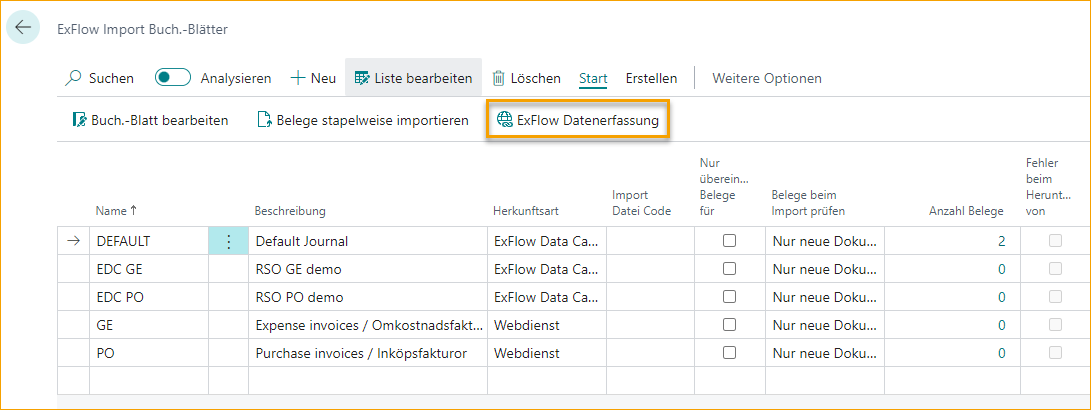 ExFlow Import Buch.-Blätter
Suchen Analysieren Neu Liste bearbeiten Löschen Start Erstellen Weitere Optionen
Buch.-Blatt bearbeiten Belege stapelweise importieren ExFlow Datenerfassung
Name ↑ Beschreibung Herkunftsart Import Datei Code Nur überein... Belege für Belege beim Import prüfen Anzahl Belege Fehler beim Herunt... von
DEFAULT Default Journal ExFlow Data Ca... Nur neue Doku... 2
EDC GE RSO GE demo ExFlow Data Ca... Nur neue Doku... 0
EDC PO RSO PO demo ExFlow Data Ca... Nur neue Doku... 0
GE Expense invoices / Omkostnadsfakt... Webdienst Nur neue Doku... 0
PO Purchase invoices / Inköpsfakturor Webdienst Nur neue Doku... 0